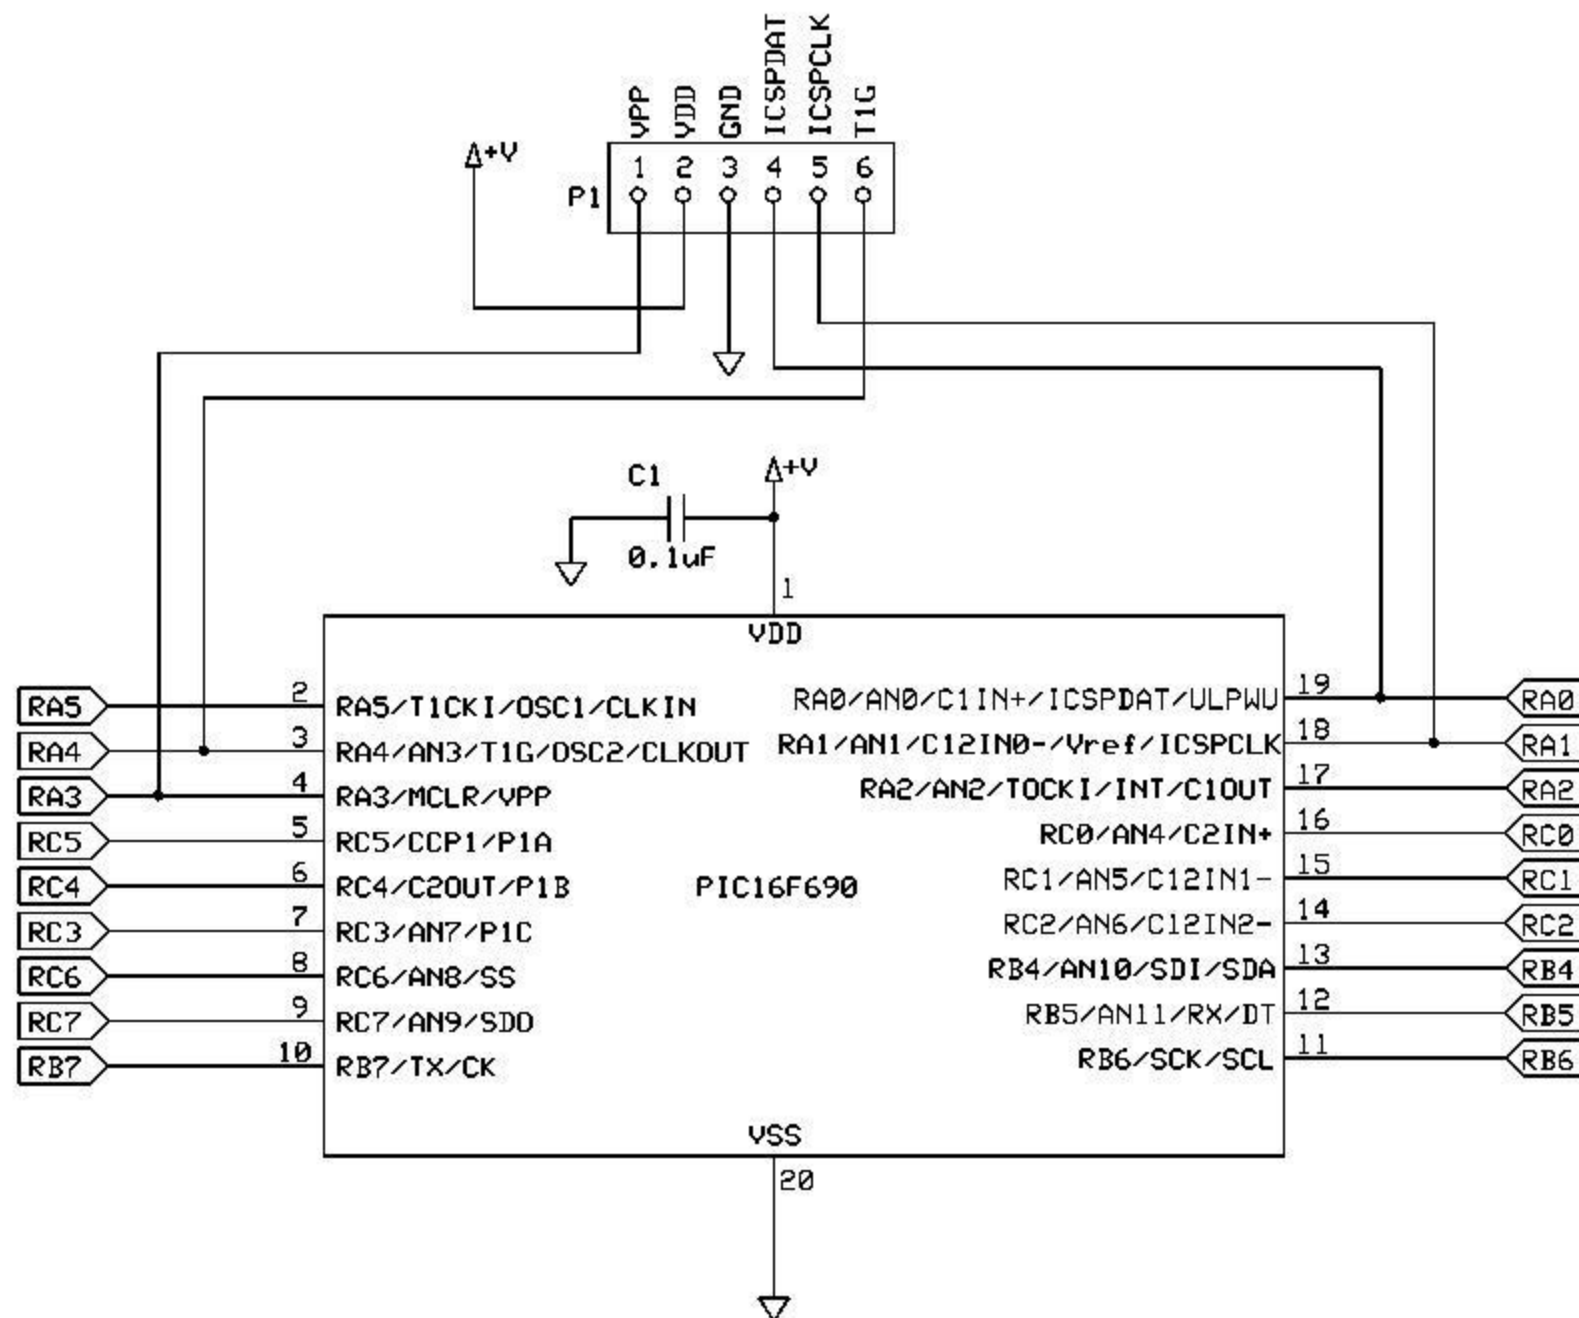 VPP VDD GND ICSPDAT ICSPCLK T1G
+V
1 2 3 4 5 6
P1
+V
C1
0.1uF
1
VDD
RA5 2 RA5/T1CKI/OSC1/CLKIN
RA4 3 RA4/AN3/T1G/OSC2/CLKOUT
RA3 4 RA3/MCLR/VPP
RC5 5 RC5/CCP1/P1A
RC4 6 RC4/C2OUT/P1B
RC3 7 RC3/AN7/P1C
RC6 8 RC6/AN8/SS
RC7 9 RC7/AN9/SDO
RB7 10 RB7/TX/CK
PIC16F690
RA0/AN0/C1IN+/ICSPDAT/ULPWU 19 RA0
RA1/AN1/C12IN0-/Vref/ICSPCLK 18 RA1
RA2/AN2/TOCKI/INT/C1OUT 17 RA2
RC0/AN4/C2IN+ 16 RC0
RC1/AN5/C12IN1- 15 RC1
RC2/AN6/C12IN2- 14 RC2
RB4/AN10/SDI/SDA 13 RB4
RB5/AN11/RX/DT 12 RB5
RB6/SCK/SCL 11 RB6
VSS
20